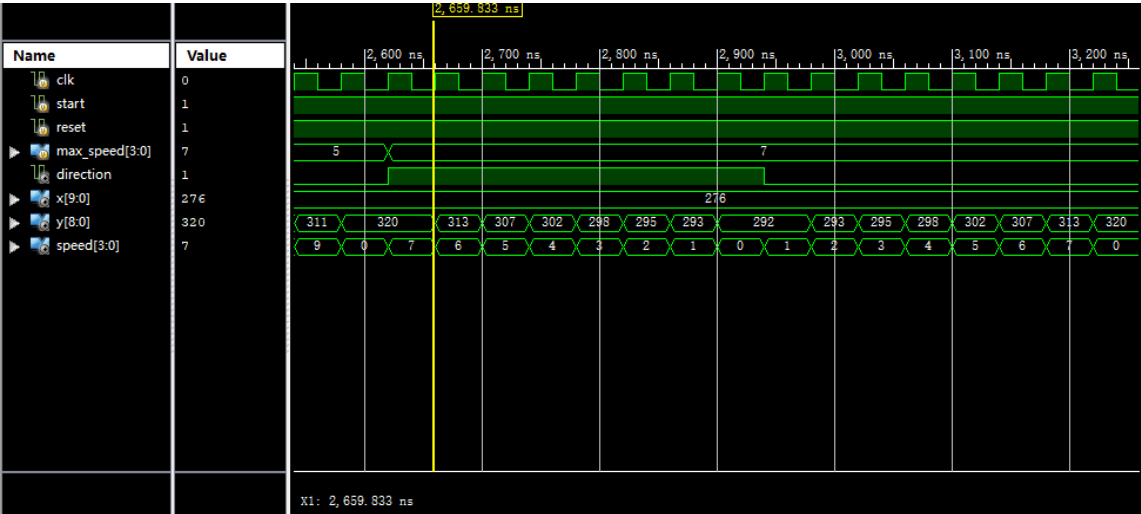 2,659.833 ns
Name Value 2,600 ns 2,700 ns 2,800 ns 2,900 ns 3,000 ns 3,100 ns 3,200 ns
clk 0
start 1
reset 1
max_speed[3:0] 7 5 7
direction 1
x[9:0] 276 276
y[8:0] 320 311 320 313 307 302 298 295 293 292 293 295 298 302 307 313 320
speed[3:0] 7 9 0 7 6 5 4 3 2 1 0 1 2 3 4 5 6 7 0
X1: 2,659.833 ns